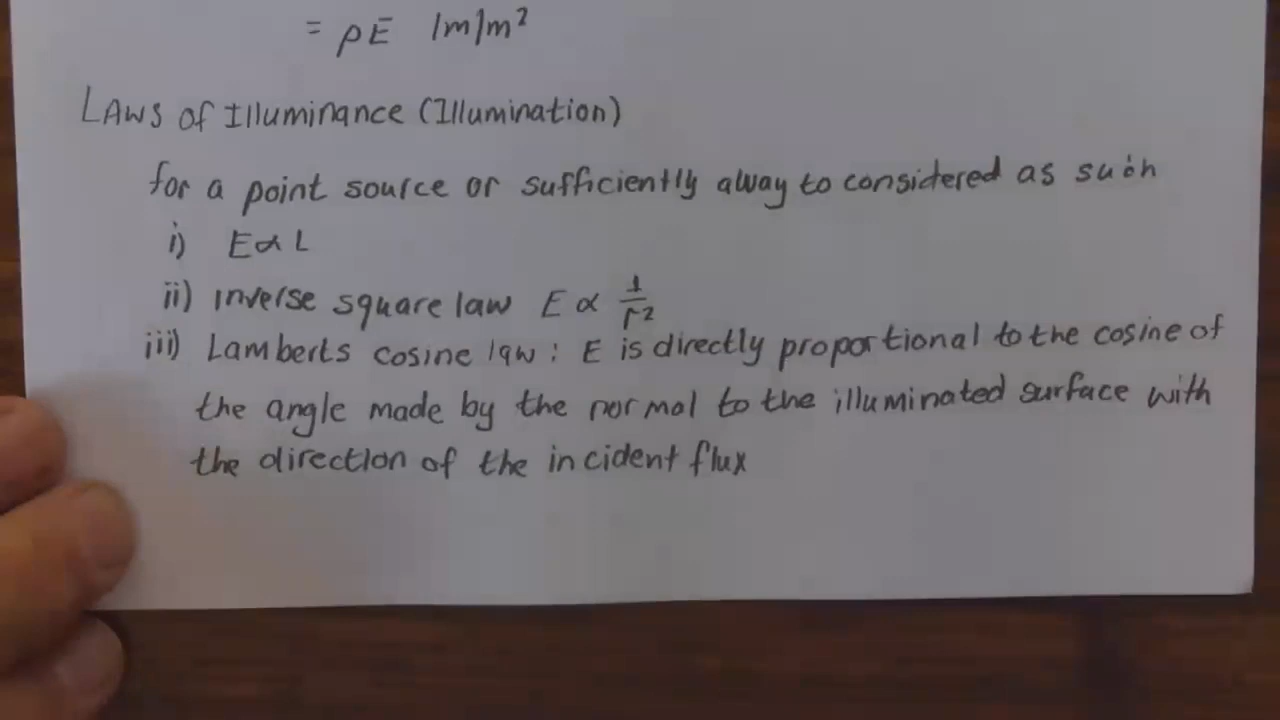 = ρE lm/m²
LAWS of Illuminance (Illumination)
for a point source or sufficiently away to considered as such
i) E ∝ L
ii) inverse square law E ∝ 1/r²
iii) Lamberts cosine law : E is directly proportional to the cosine of
the angle made by the normal to the illuminated surface with
the direction of the incident flux